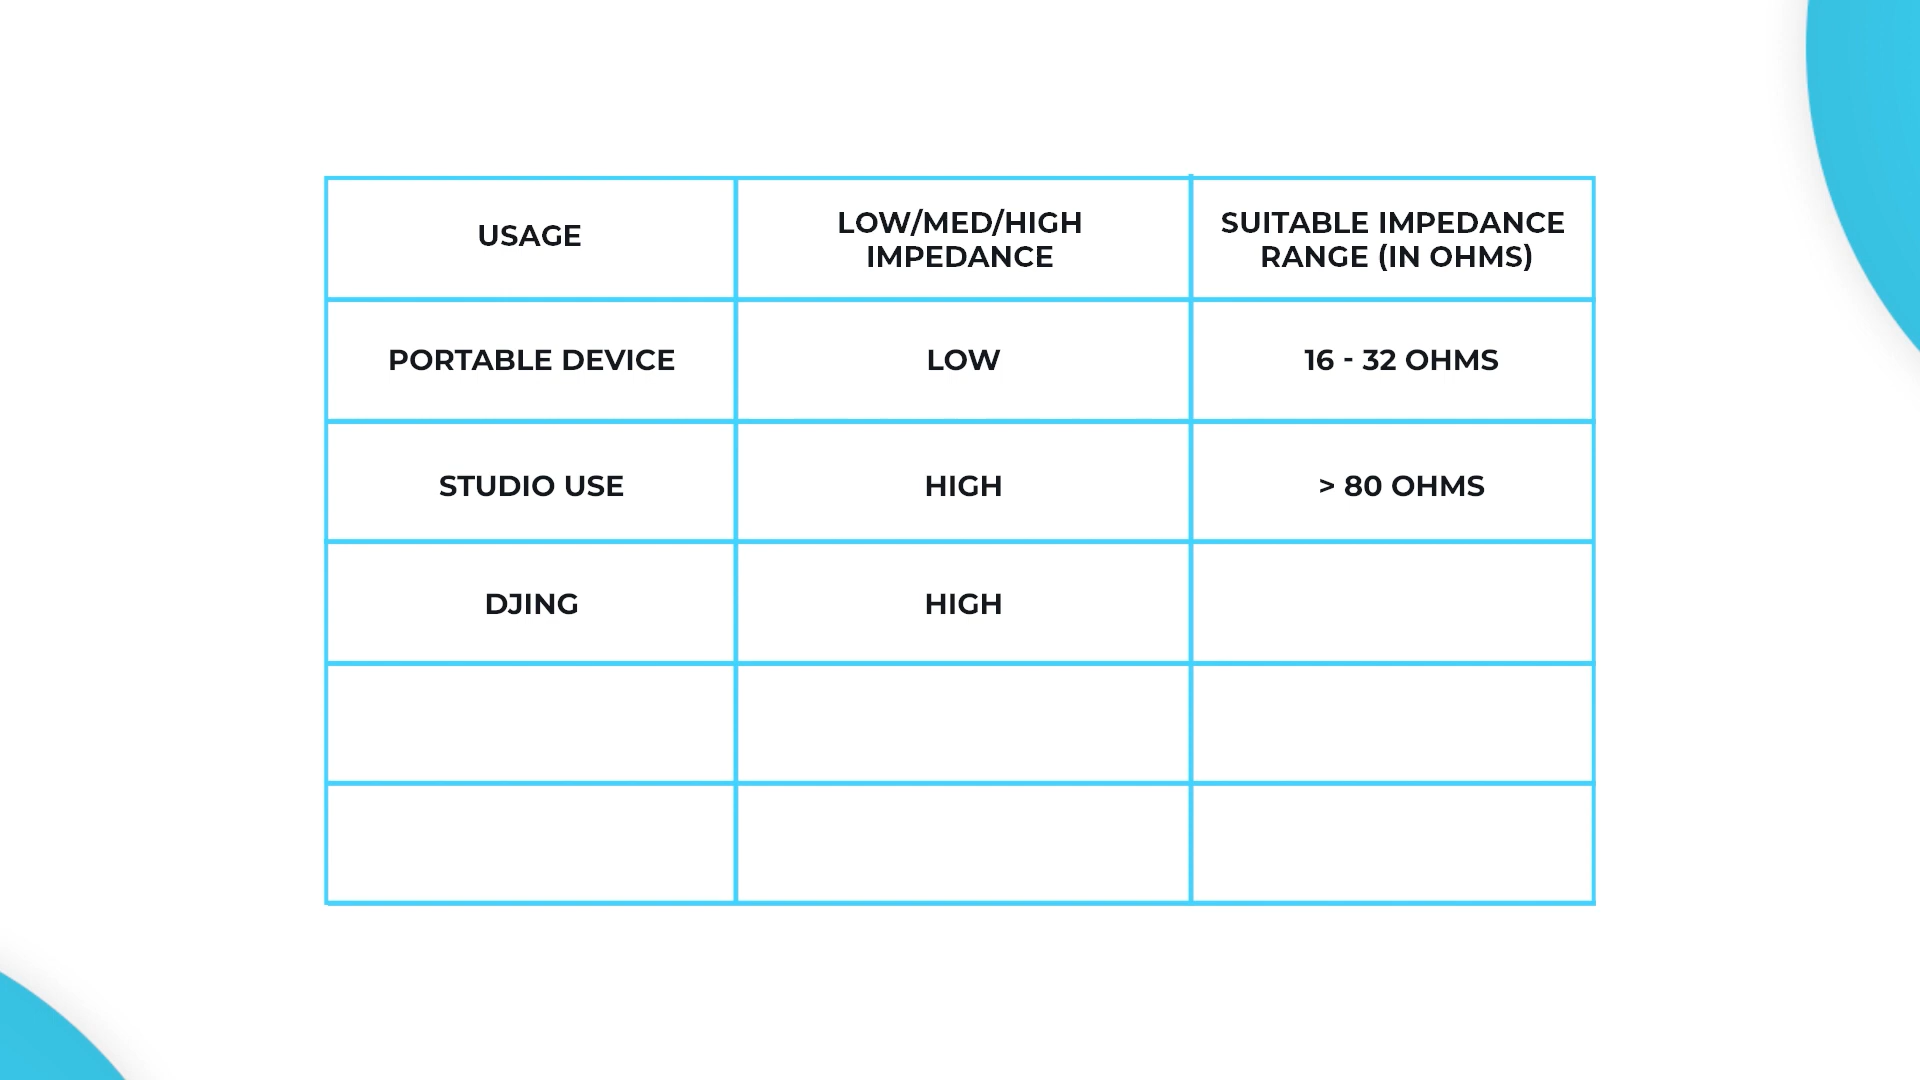 USAGE
LOW/MED/HIGH
IMPEDANCE
SUITABLE IMPEDANCE
RANGE (IN OHMS)
PORTABLE DEVICE
LOW
16 - 32 OHMS
STUDIO USE
HIGH
> 80 OHMS
DJING
HIGH